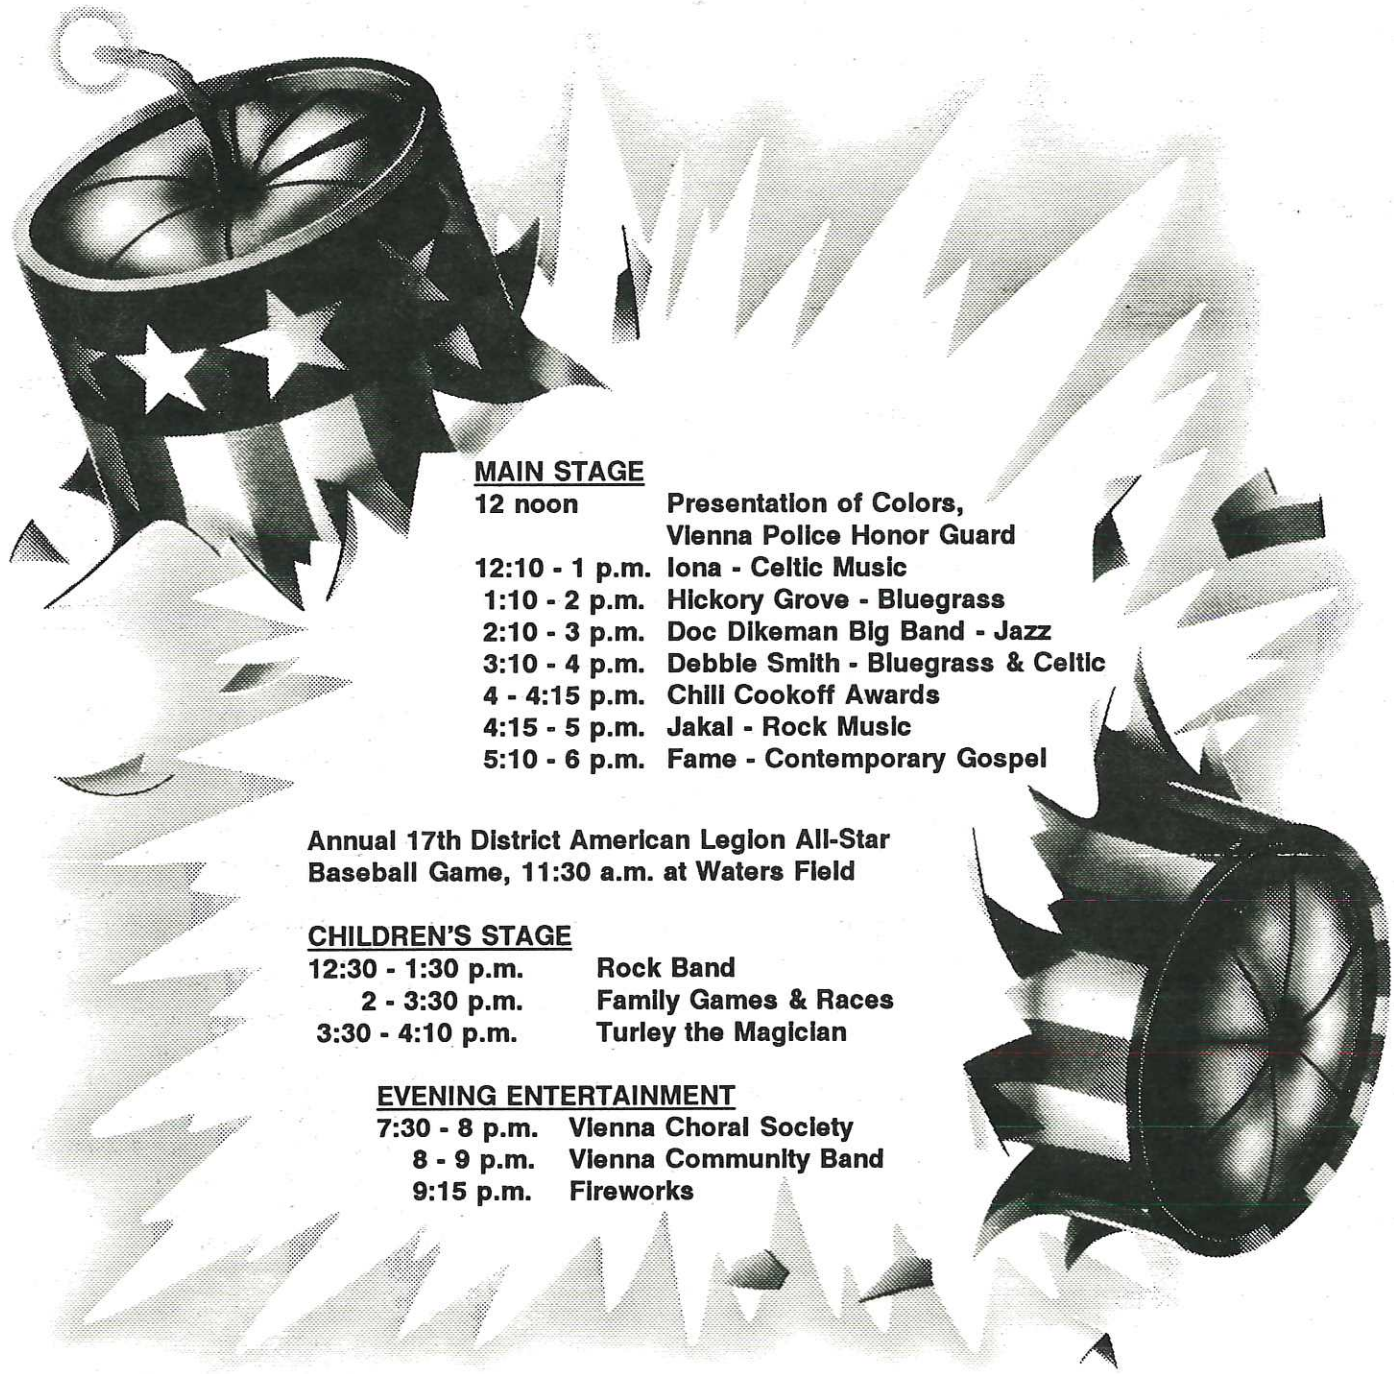 MAIN STAGE
12 noon Presentation of Colors,
Vienna Police Honor Guard
12:10 - 1 p.m. Iona - Celtic Music
1:10 - 2 p.m. Hickory Grove - Bluegrass
2:10 - 3 p.m. Doc Dikeman Big Band - Jazz
3:10 - 4 p.m. Debbie Smith - Bluegrass & Celtic
4 - 4:15 p.m. Chili Cookoff Awards
4:15 - 5 p.m. Jakal - Rock Music
5:10 - 6 p.m. Fame - Contemporary Gospel
Annual 17th District American Legion All-Star
Baseball Game, 11:30 a.m. at Waters Field
CHILDREN'S STAGE
12:30 - 1:30 p.m. Rock Band
2 - 3:30 p.m. Family Games & Races
3:30 - 4:10 p.m. Turley the Magician
EVENING ENTERTAINMENT
7:30 - 8 p.m. Vienna Choral Society
8 - 9 p.m. Vienna Community Band
9:15 p.m. Fireworks